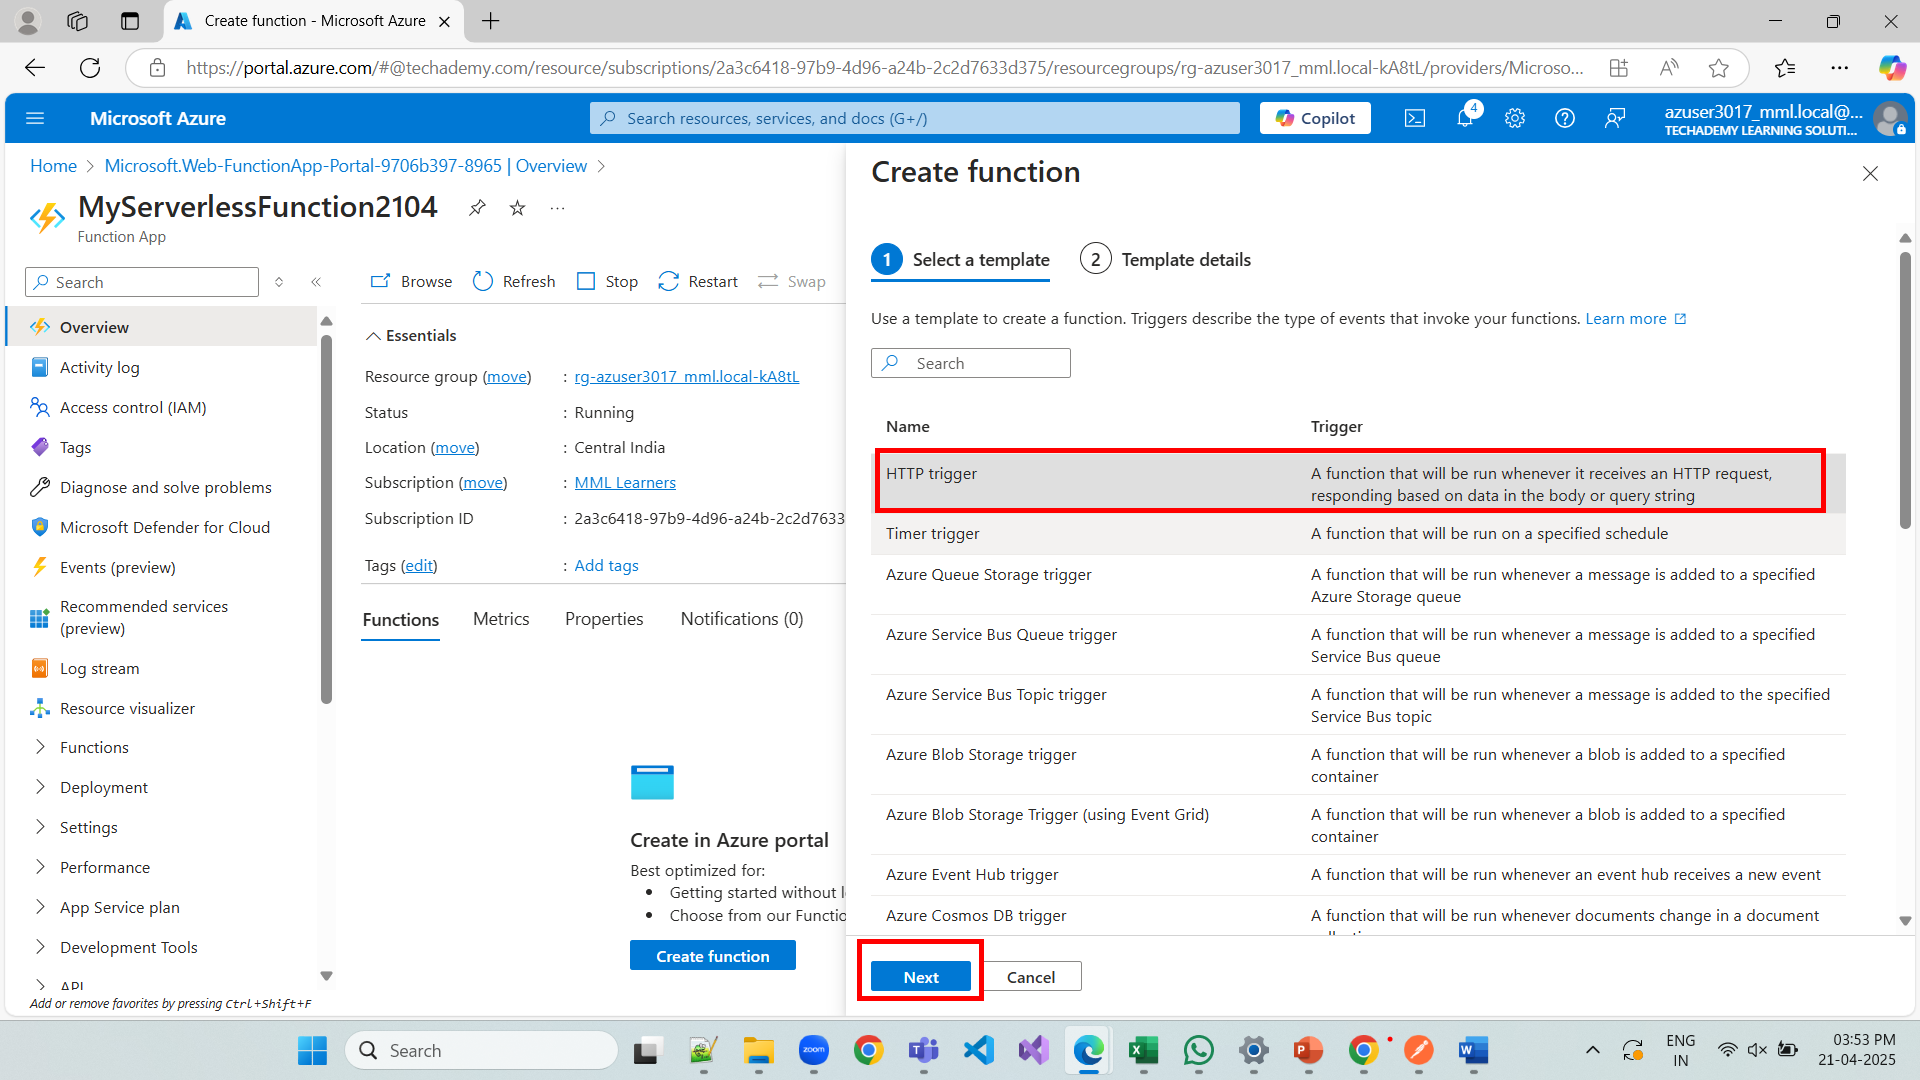 Create function - Microsoft Azure
https://portal.azure.com/#@techademy.com/resource/subscriptions/2a3c6418-97b9-4d96-a24b-2c2d7633d375/resourcegroups/rg-azuser3017_mml.local-kA8tL/providers/Microso...
Microsoft Azure
Search resources, services, and docs (G+/)
Copilot
4
azuser3017_mml.local@...
TECHADEMY LEARNING SOLUTI...
Home
Microsoft.Web-FunctionApp-Portal-9706b397-8965 | Overview
MyServerlessFunction2104
Function App
Search
Overview
Activity log
Access control (IAM)
Tags
Diagnose and solve problems
Microsoft Defender for Cloud
Events (preview)
Recommended services
(preview)
Log stream
Resource visualizer
Functions
Deployment
Settings
Performance
App Service plan
Development Tools
API
Add or remove favorites by pressing Ctrl+Shift+F
Browse Refresh Stop Restart Swap
Essentials
Resource group (move) : rg-azuser3017_mml.local-kA8tL
Status : Running
Location (move) : Central India
Subscription (move) : MML Learners
Subscription ID : 2a3c6418-97b9-4d96-a24b-2c2d7633
Tags (edit) : Add tags
Functions Metrics Properties Notifications (0)
Create in Azure portal
Best optimized for:
• Getting started without l
• Choose from our Functio
Create function
Create function
1 Select a template 2 Template details
Use a template to create a function. Triggers describe the type of events that invoke your functions. Learn more
Search
Name Trigger
HTTP trigger A function that will be run whenever it receives an HTTP request,
responding based on data in the body or query string
Timer trigger A function that will be run on a specified schedule
Azure Queue Storage trigger A function that will be run whenever a message is added to a specified
Azure Storage queue
Azure Service Bus Queue trigger A function that will be run whenever a message is added to a specified
Service Bus queue
Azure Service Bus Topic trigger A function that will be run whenever a message is added to the specified
Service Bus topic
Azure Blob Storage trigger A function that will be run whenever a blob is added to a specified
container
Azure Blob Storage Trigger (using Event Grid) A function that will be run whenever a blob is added to a specified
container
Azure Event Hub trigger A function that will be run whenever an event hub receives a new event
Azure Cosmos DB trigger A function that will be run whenever documents change in a document
Next Cancel
Search
zoom
ENG
IN
03:53 PM
21-04-2025